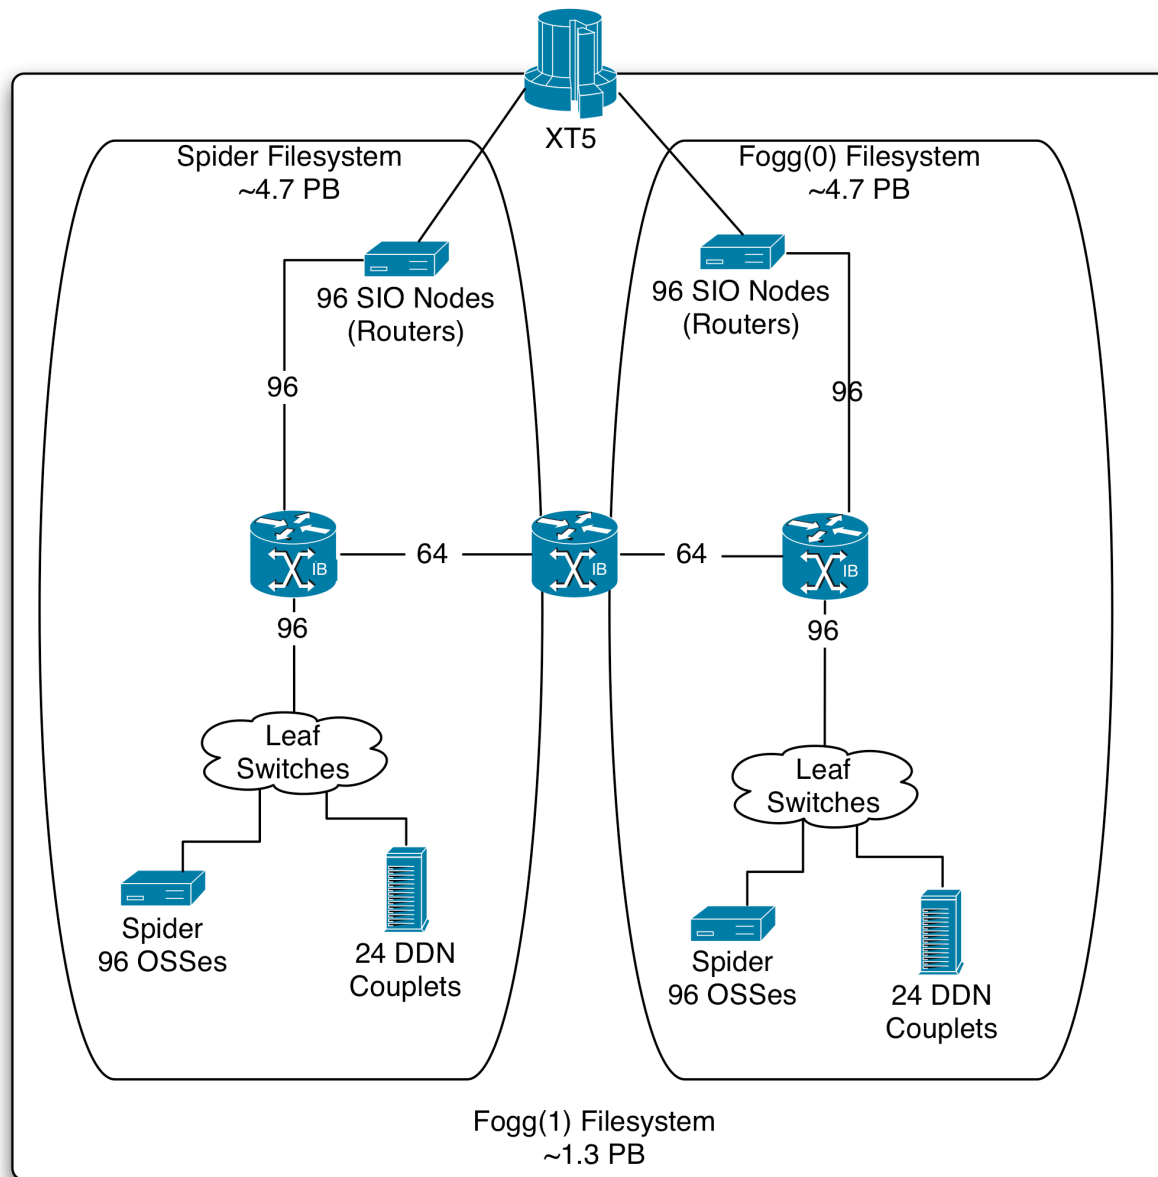 XT5
Spider Filesystem
~4.7 PB
Fogg(0) Filesystem
~4.7 PB
96 SIO Nodes
(Routers)
96 SIO Nodes
(Routers)
96
96
IB
64
IB
64
IB
96
96
Leaf
Switches
Leaf
Switches
Spider
96 OSSes
24 DDN
Couplets
Spider
96 OSSes
24 DDN
Couplets
Fogg(1) Filesystem
~1.3 PB